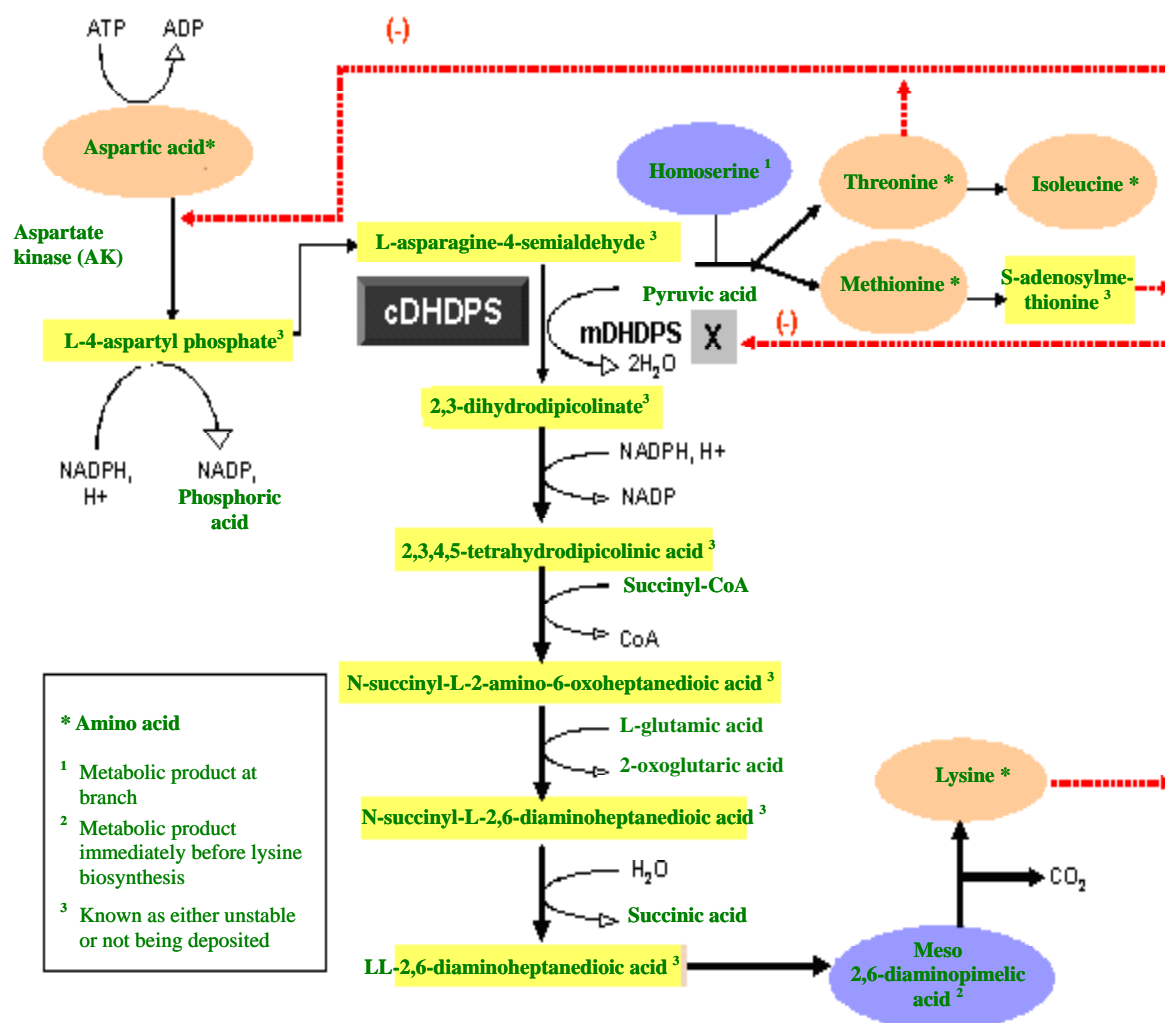 ATP
ADP
(-)
Aspartic acid*
Homoserine 1
Threonine *
Isoleucine *
Aspartate
kinase (AK)
L-asparagine-4-semialdehyde 3
Methionine *
S-adenosylme-
thionine 3
cDHDPS
Pyruvic acid
mDHDPS
X
(-)
2H2O
L-4-aspartyl phosphate3
2,3-dihydrodipicolinate3
NADPH,
H+
NADP,
Phosphoric
acid
NADPH, H+
NADP
2,3,4,5-tetrahydrodipicolinic acid 3
Succinyl-CoA
CoA
N-succinyl-L-2-amino-6-oxoheptanedioic acid 3
L-glutamic acid
2-oxoglutaric acid
N-succinyl-L-2,6-diaminoheptanedioic acid 3
H2O
Succinic acid
LL-2,6-diaminoheptanedioic acid 3
Lysine *
CO2
Meso
2,6-diaminopimelic
acid 2
* Amino acid
1 Metabolic product at
branch
2 Metabolic product
immediately before lysine
biosynthesis
3 Known as either unstable
or not being deposited